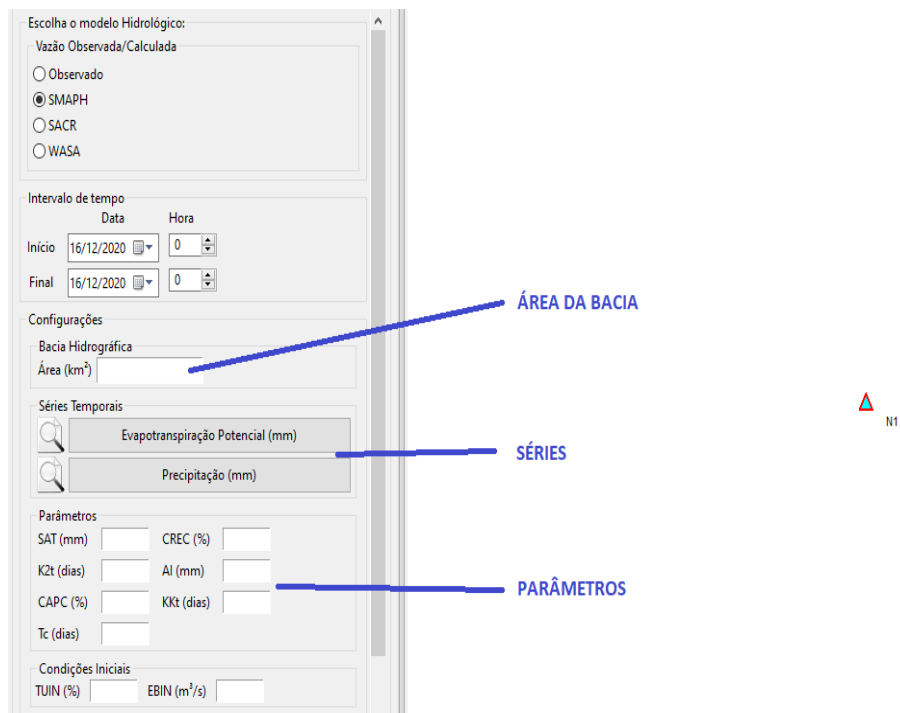 Escolha o modelo Hidrológico:
Vazão Observada/Calculada
Observado
SMAPH
SACR
WASA
Intervalo de tempo
Data Hora
Início 16/12/2020 0
Final 16/12/2020 0
ÁREA DA BACIA
Configurações
Bacia Hidrográfica
Área (km²)
Séries Temporais
Evapotranspiração Potencial (mm)
Precipitação (mm)
SÉRIES
N1
Parâmetros
SAT (mm) CREC (%)
K2t (dias) AI (mm)
CAPC (%) KKt (dias)
Tc (dias)
PARÂMETROS
Condições Iniciais
TUIN (%) EBIN (m³/s)